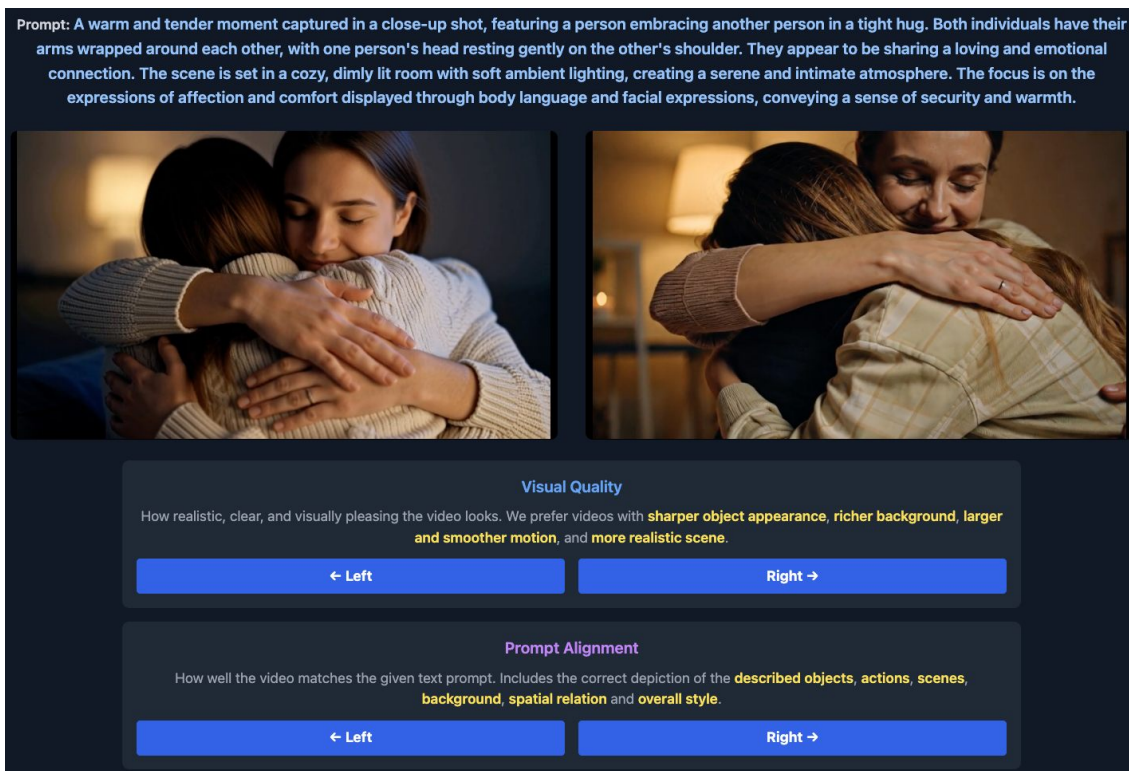 Prompt: A warm and tender moment captured in a close-up shot, featuring a person embracing another person in a tight hug. Both individuals have their
arms wrapped around each other, with one person's head resting gently on the other's shoulder. They appear to be sharing a loving and emotional
connection. The scene is set in a cozy, dimly lit room with soft ambient lighting, creating a serene and intimate atmosphere. The focus is on the
expressions of affection and comfort displayed through body language and facial expressions, conveying a sense of security and warmth.
Visual Quality
How realistic, clear, and visually pleasing the video looks. We prefer videos with sharper object appearance, richer background, larger
and smoother motion, and more realistic scene.
← Left
Right →
Prompt Alignment
How well the video matches the given text prompt. Includes the correct depiction of the described objects, actions, scenes,
background, spatial relation and overall style.
← Left
Right →